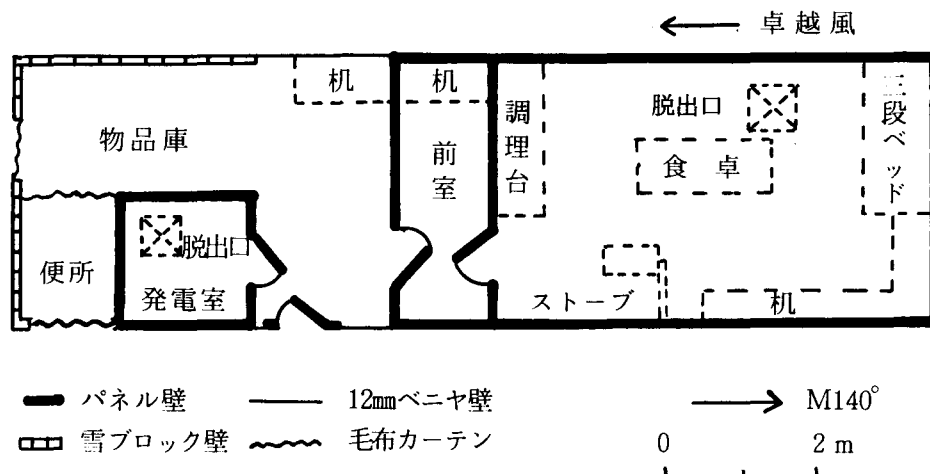 卓越風
机
机
調理台
脱出口
三段ベッド
物品庫
前室
食卓
脱出口
便所
発電室
ストーブ
机
パネル壁
12mmベニヤ壁
M140°
雪ブロック壁
毛布カーテン
0
2 m